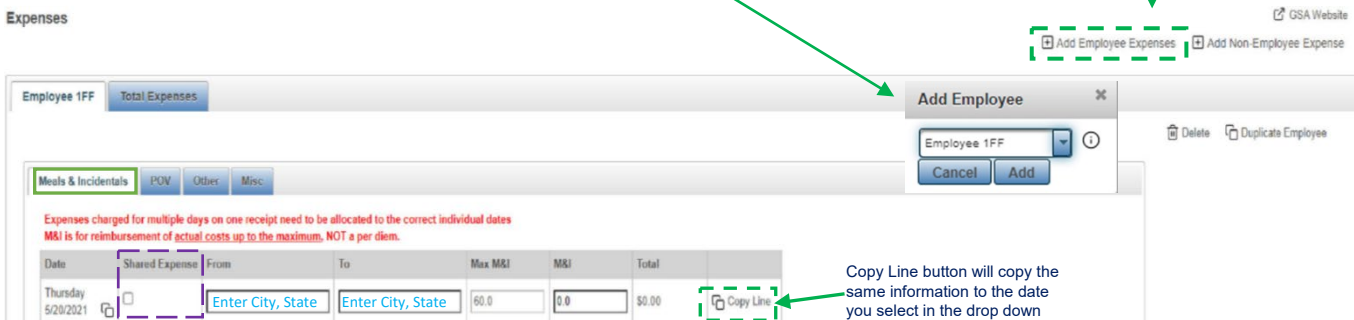 Expenses
GSA Website
Add Employee Expenses Add Non-Employee Expense
Employee 1FF Total Expenses
Add Employee
Employee 1FF
Cancel Add
Delete Duplicate Employee
Meals & Incidentals POV Other Misc
Expenses charged for multiple days on one receipt need to be allocated to the correct individual dates
M&I is for reimbursement of actual costs up to the maximum, NOT a per diem.
Date Shared Expense From To Max M&I M&I Total
Thursday
5/20/2021 Enter City, State Enter City, State 60.0 0.0 $0.00 Copy Line
Copy Line button will copy the
same information to the date
you select in the drop down